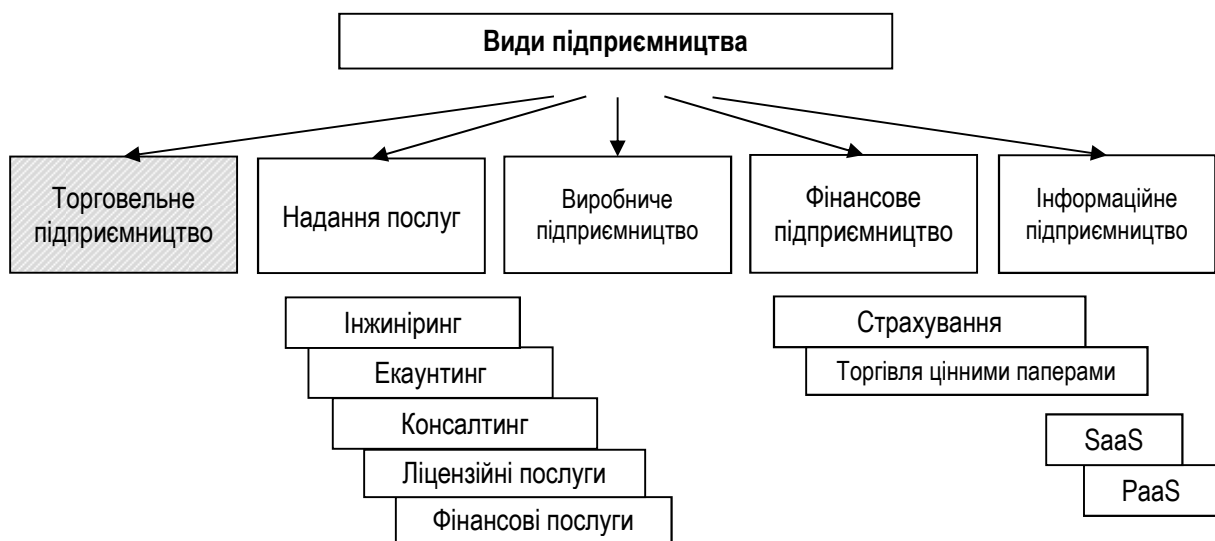 Види підприємництва
Торговельне
підприємництво
Надання послуг
Виробниче
підприємництво
Фінансове
підприємництво
Інформаційне
підприємництво
Інжиніринг
Екаунтинг
Консалтинг
Ліцензійні послуги
Фінансові послуги
Страхування
Торгівля цінними паперами
SaaS
PaaS